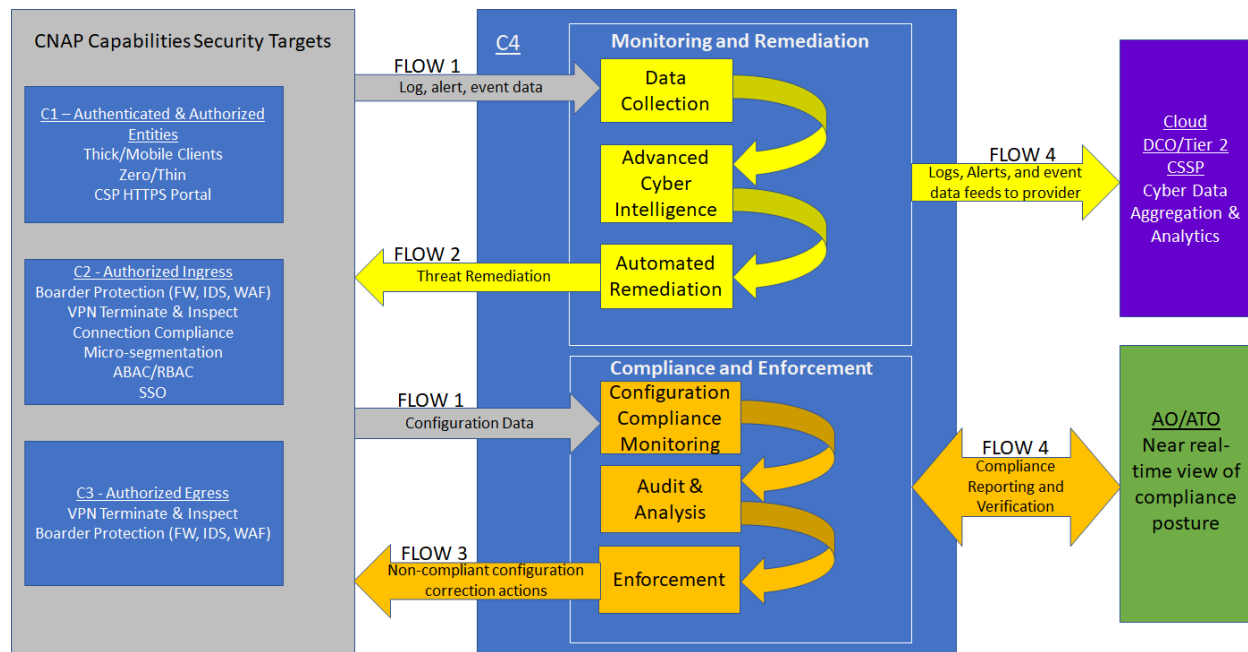 CNAP Capabilities Security Targets
C1 – Authenticated & Authorized
Entities
Thick/Mobile Clients
Zero/Thin
CSP HTTPS Portal
C2 - Authorized Ingress
Boarder Protection (FW, IDS, WAF)
VPN Terminate & Inspect
Connection Compliance
Micro-segmentation
ABAC/RBAC
SSO
C3 - Authorized Egress
VPN Terminate & Inspect
Boarder Protection (FW, IDS, WAF)
FLOW 1
Log, alert, event data
FLOW 2
Threat Remediation
FLOW 1
Configuration Data
FLOW 3
Non-compliant configuration
correction actions
C4
Monitoring and Remediation
Data
Collection
Advanced
Cyber
Intelligence
Automated
Remediation
Compliance and Enforcement
Configuration
Compliance
Monitoring
Audit &
Analysis
Enforcement
FLOW 4
Logs, Alerts, and event
data feeds to provider
FLOW 4
Compliance
Reporting and
Verification
Cloud
DCO/Tier 2
CSSP
Cyber Data
Aggregation &
Analytics
AO/ATO
Near real-
time view of
compliance
posture